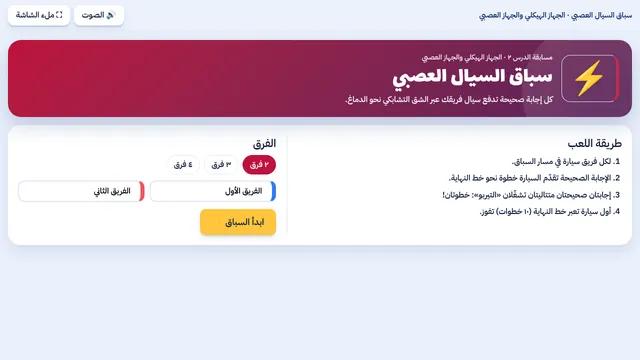 سباق السيال العصبي · الجهاز الهيكلي والجهاز العصبي
🔊 الصوت
⛶ ملء الشاشة
مسابقة الدرس ٢ · الجهاز الهيكلي والجهاز العصبي
سباق السيال العصبي
كل إجابة صحيحة تدفع سيال فريقك عبر الشق التشابكي نحو الدماغ.
طريقة اللعب
1. لكل فريق سيارة في مسار السباق.
2. الإجابة الصحيحة تقدّم السيارة خطوة نحو خط النهاية.
3. إجابتان صحيحتان متتاليتان تشغّلان «التيربو»: خطوتان!
4. أول سيارة تعبر خط النهاية (١٠ خطوات) تفوز.
الفرق
٢ فرق
٣ فرق
٤ فرق
الفريق الأول
الفريق الثاني
ابدأ السباق